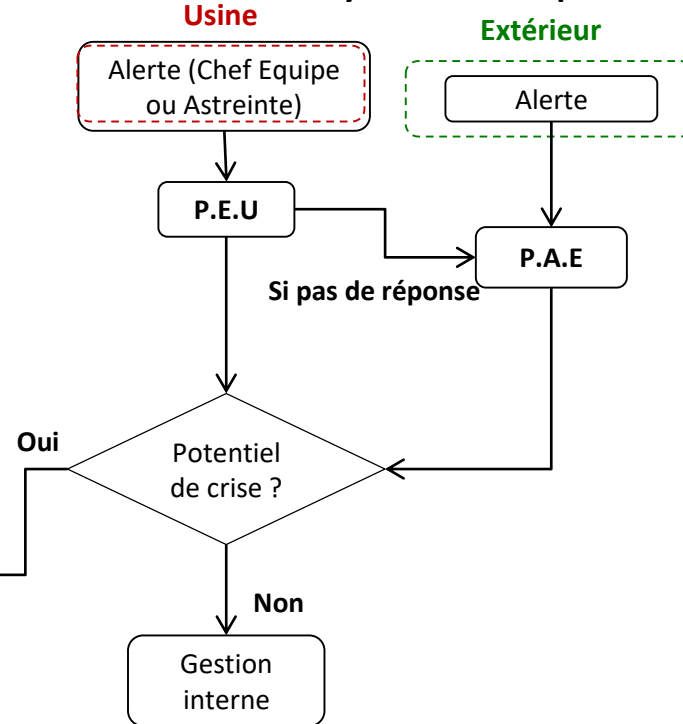 Usine
Extérieur
Alerte (Chef Equipe
ou Astreinte)
Alerte
P.E.U
P.A.E
Si pas de réponse
Oui
Potentiel
de crise ?
Non
Gestion
interne